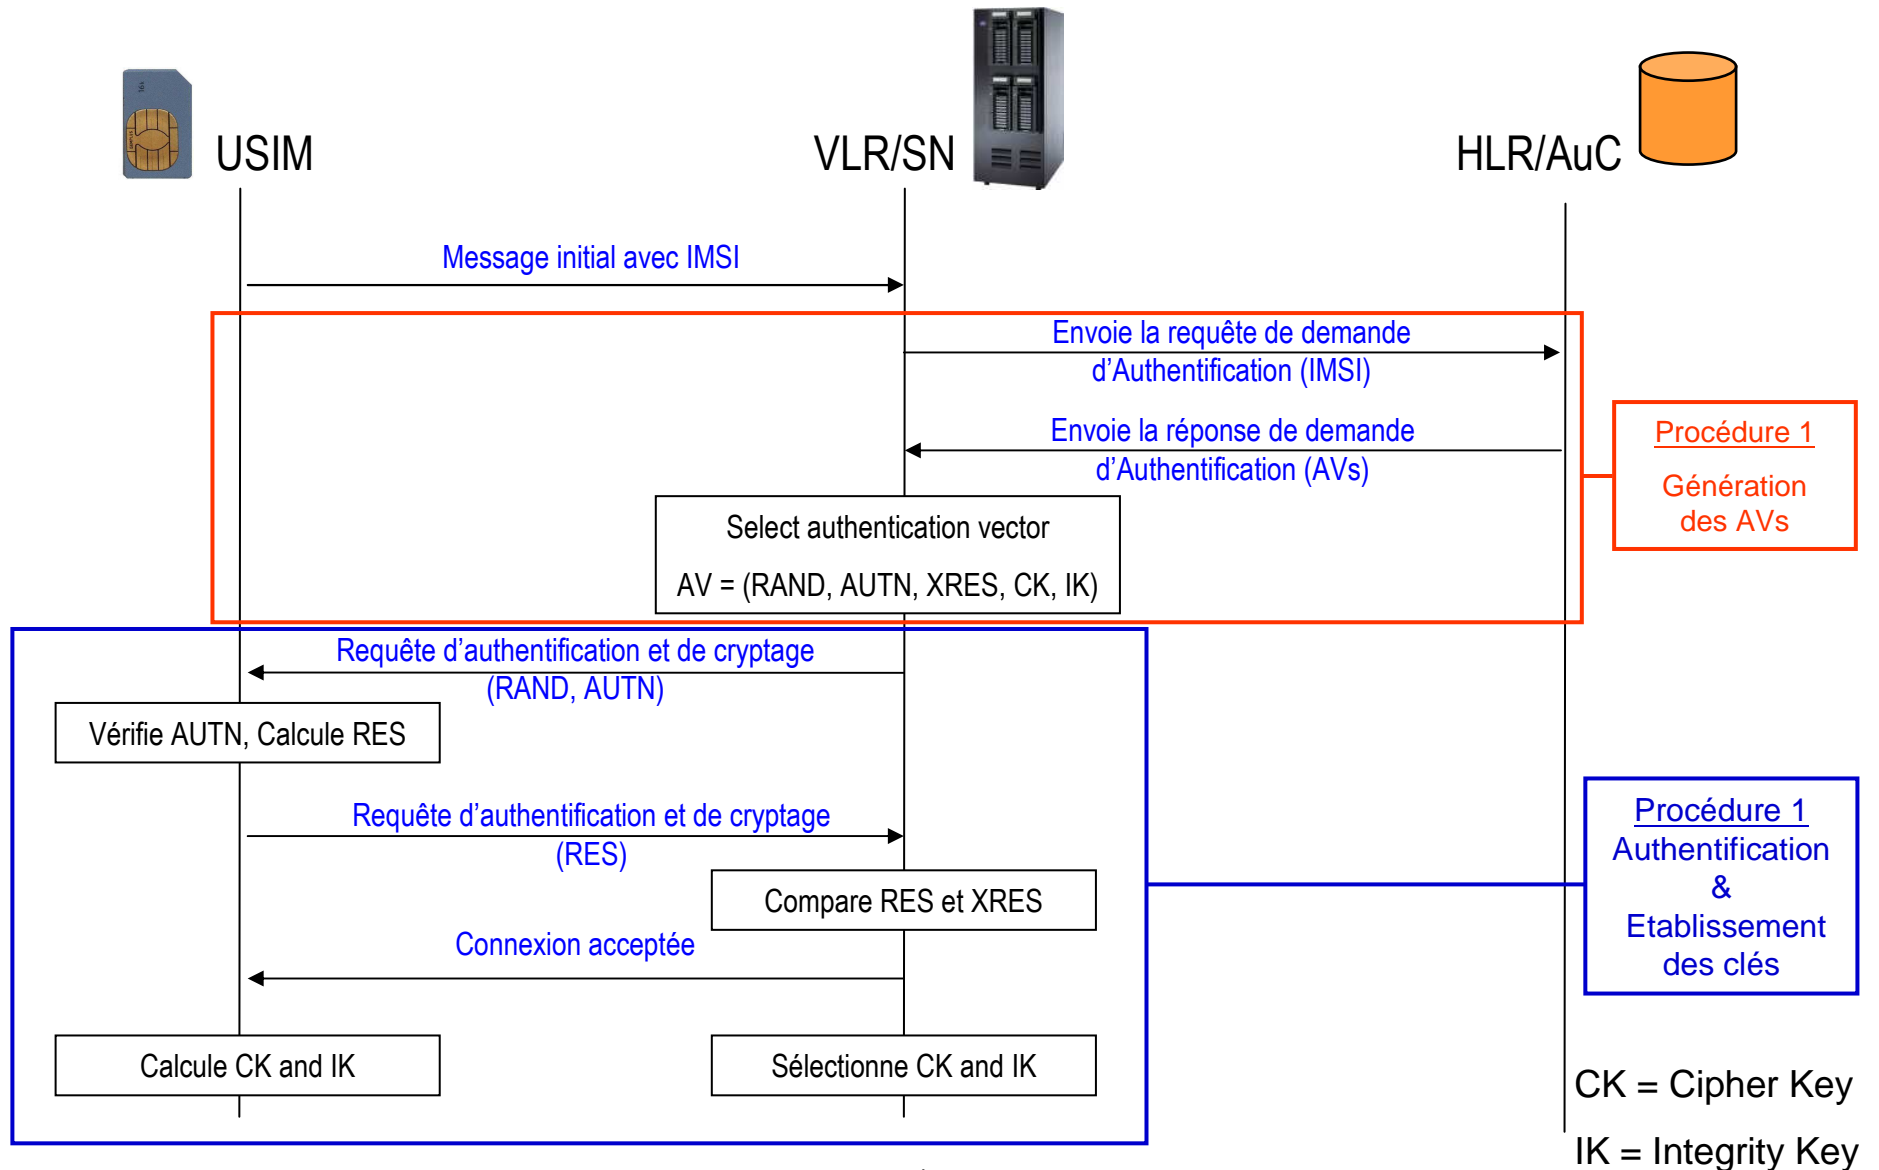 USIM
VLR/SN
HLR/AuC
Message initial avec IMSI
Envoie la requête de demande
d'Authentification (IMSI)
Envoie la réponse de demande
d'Authentification (AVs)
Procédure 1
Génération
des AVs
Select authentication vector
AV = (RAND, AUTN, XRES, CK, IK)
Requête d'authentification et de cryptage
(RAND, AUTN)
Vérifie AUTN, Calcule RES
Requête d'authentification et de cryptage
(RES)
Procédure 1
Authentification
&
Etablissement
des clés
Compare RES et XRES
Connexion acceptée
Calcule CK and IK
Sélectionne CK and IK
CK = Cipher Key
IK = Integrity Key